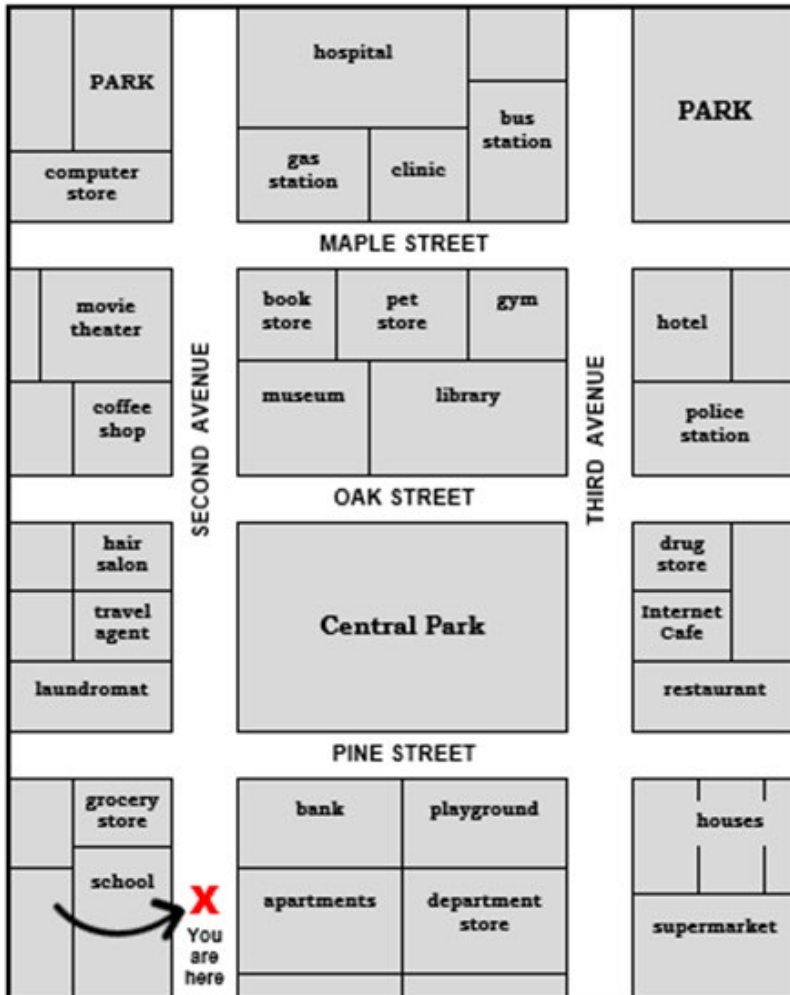 hospital
PARK
bus
station
PARK
gas
station
clinic
computer
store
MAPLE STREET
movie
theater
book
store
pet
store
gym
hotel
SECOND AVENUE
THIRD AVENUE
coffee
shop
museum
library
police
station
OAK STREET
hair
salon
drug
store
travel
agent
Central Park
Internet
Cafe
laundromat
restaurant
PINE STREET
grocery
store
bank
playground
houses
school
X
apartments
department
store
supermarket
You
are
here